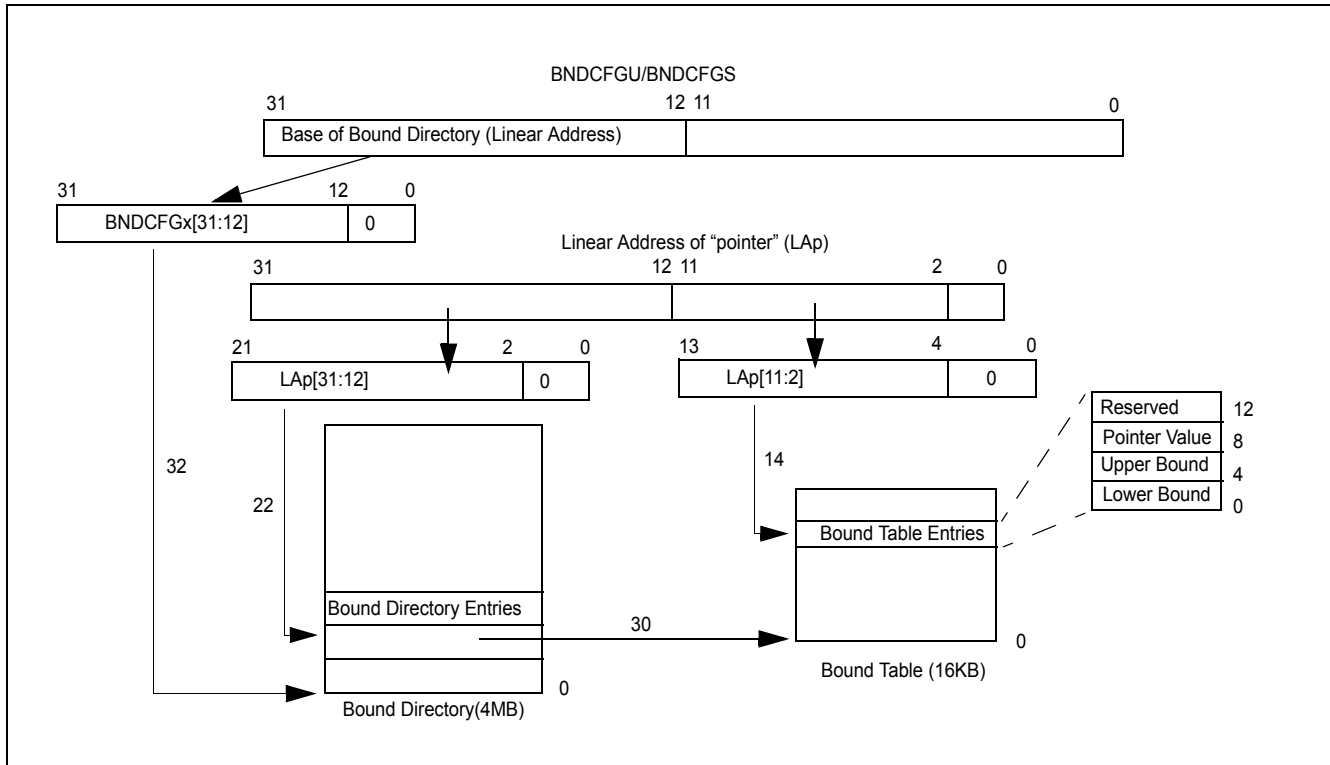 BNDCFGU/BNDCFGS
31 12 11 0
Base of Bound Directory (Linear Address)
31 12 0
BNDCFGx[31:12] 0
Linear Address of “pointer” (LAp)
31 12 11 2 0
21 2 0
LAp[31:12] 0
13 4 0
LAp[11:2] 0
Reserved 12
Pointer Value 8
Upper Bound 4
Lower Bound 0
32
22
14
Bound Table Entries
Bound Directory Entries
30
0
Bound Table (16KB)
0
Bound Directory(4MB)